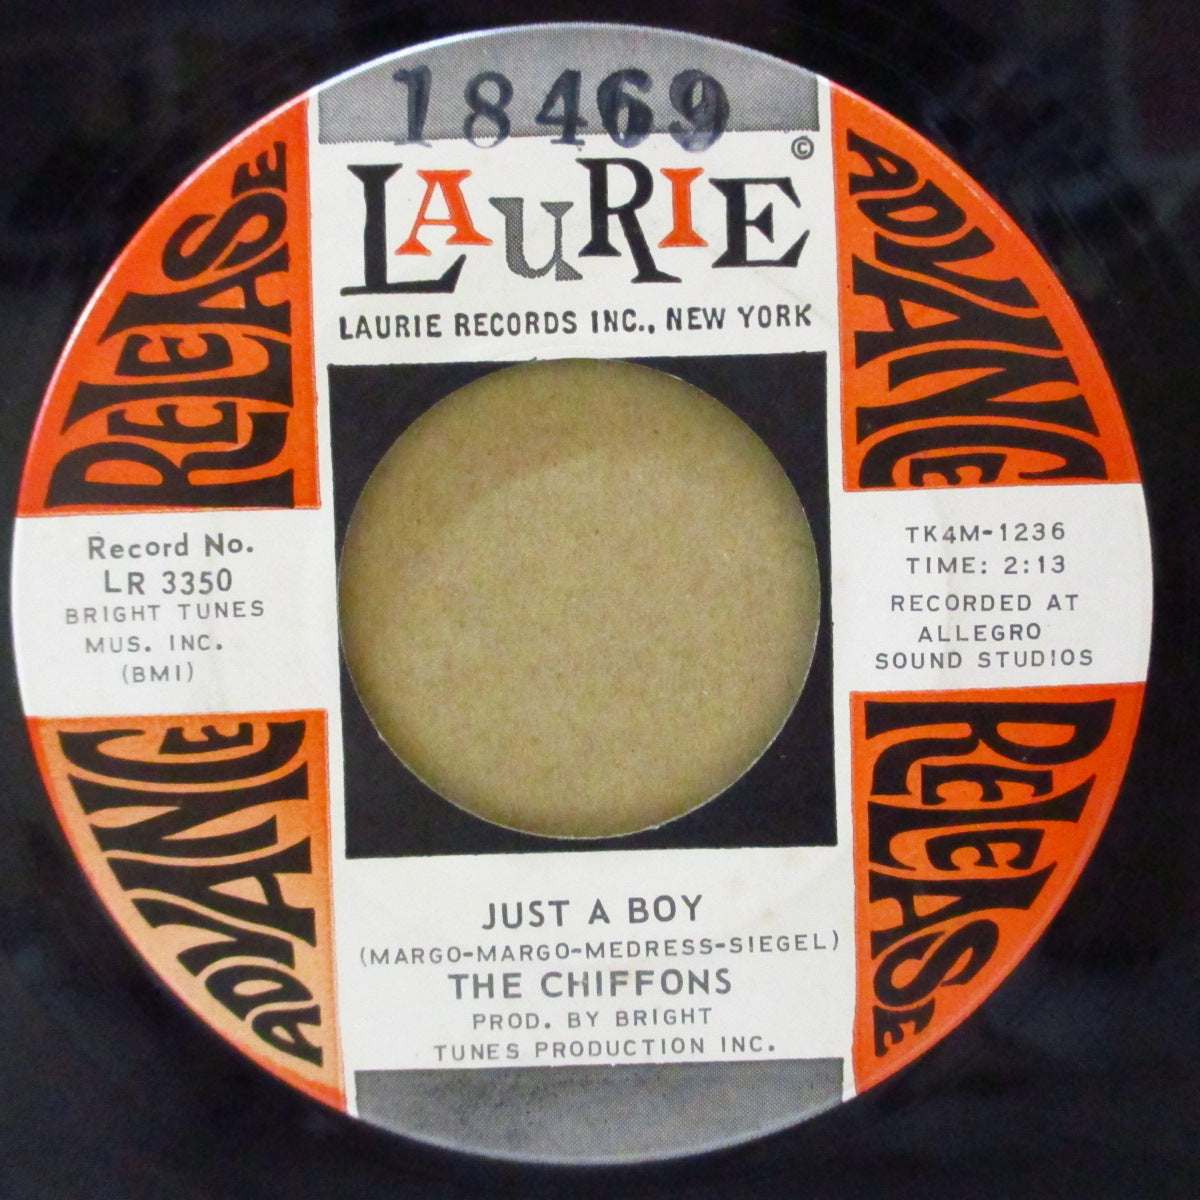 18469
LAURIE ©
LAURIE RECORDS INC., NEW YORK
RELEASE
ADVANCE
Record No.
LR 3350
BRIGHT TUNES
MUS. INC.
(BMI)
TK4M-1236
TIME: 2:13
RECORDED AT
ALLEGRO
SOUND STUDIOS
ADVANCE
RELEASE
JUST A BOY
(MARGO-MARGO-MEDRESS-SIEGEL)
THE CHIFFONS
PROD. BY BRIGHT
TUNES PRODUCTION INC.